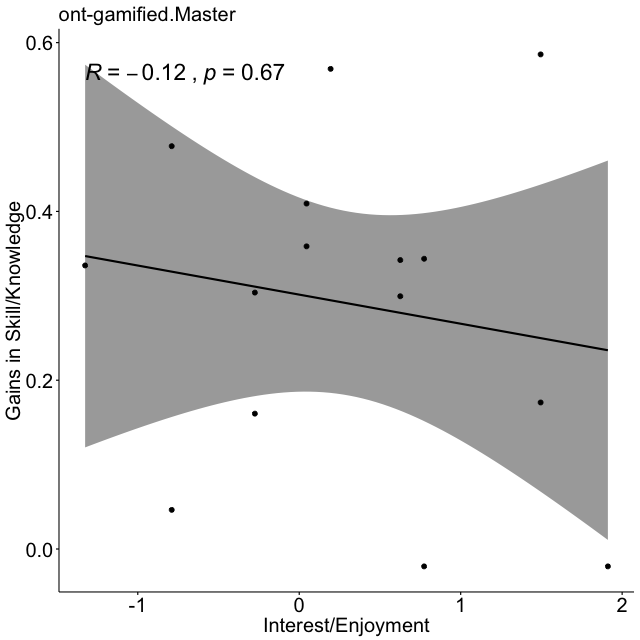 ont-gamified.Master
R = −0.12 , p = 0.67
0.6
0.4
0.2
0.0
Gains in Skill/Knowledge
-1 0 1 2
Interest/Enjoyment